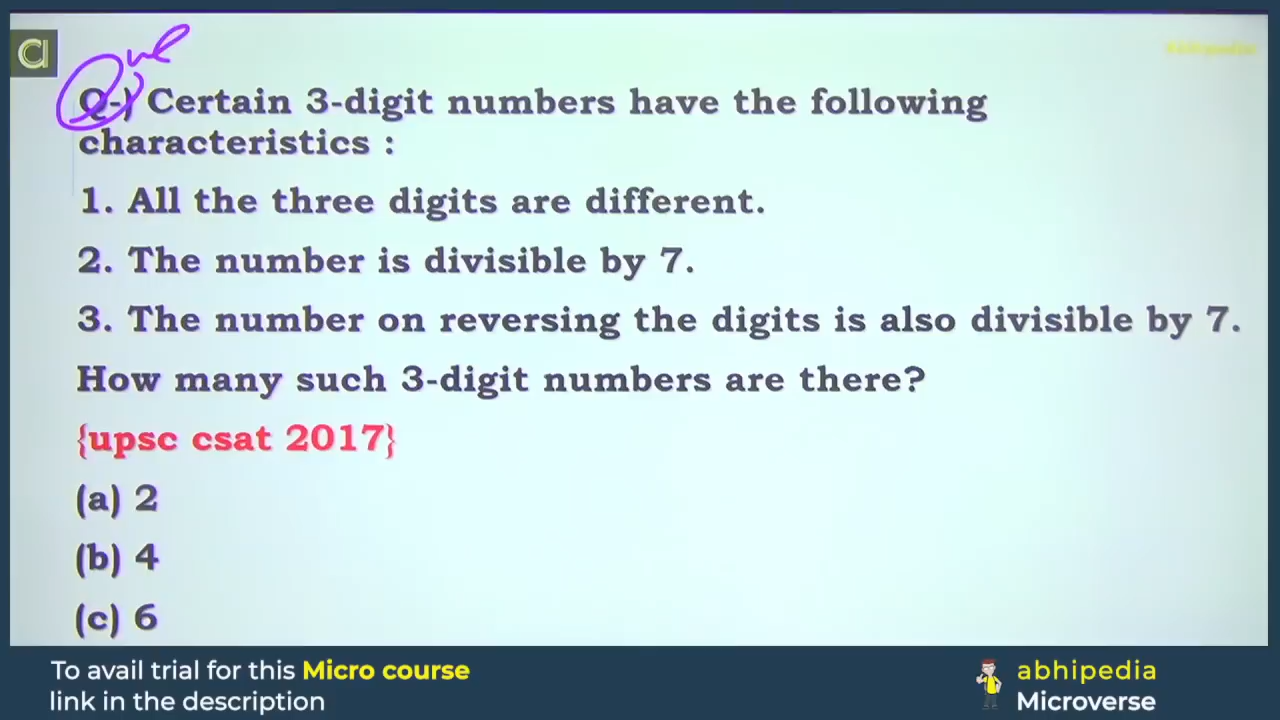 Que
Q-) Certain 3-digit numbers have the following
characteristics :
1. All the three digits are different.
2. The number is divisible by 7.
3. The number on reversing the digits is also divisible by 7.
How many such 3-digit numbers are there?
{upsc csat 2017}
(a) 2
(b) 4
(c) 6
To avail trial for this Micro course
link in the description
abhipedia
Microverse